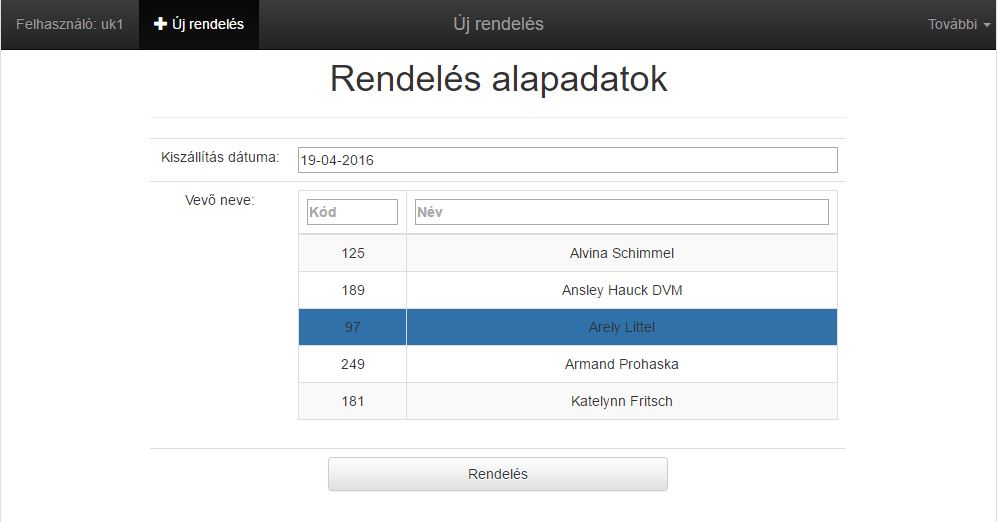 Felhasználó: uk1 Új rendelés Új rendelés További
Rendelés alapadatok
Kiszállítás dátuma: 19-04-2016
Vevő neve: Kód Név
125 Alvina Schimmel
189 Ansley Hauck DVM
97 Arely Littel
249 Armand Prohaska
181 Katelynn Fritsch
Rendelés